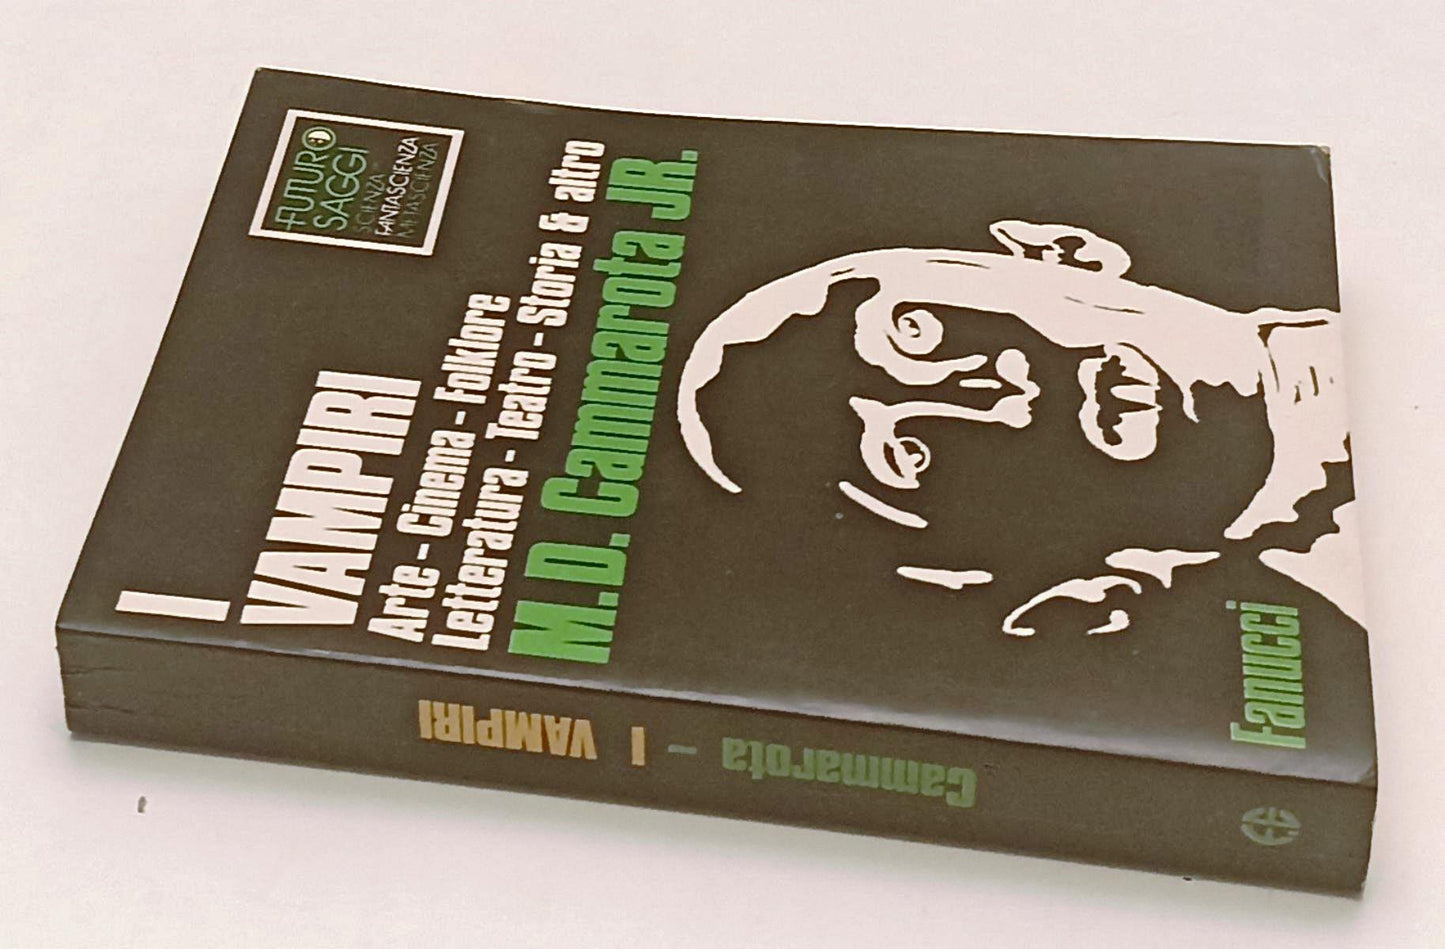 FUTURO
SAGGI
SCIENZA
FANTASCIENZA
METASCIENZA
I
VAMPIRI
Arte - Cinema - Folklore
Letteratura - Teatro - Storia & altro
M.D. Cammarota JR.
Fanucci
Cammarota - I VAMPIRI